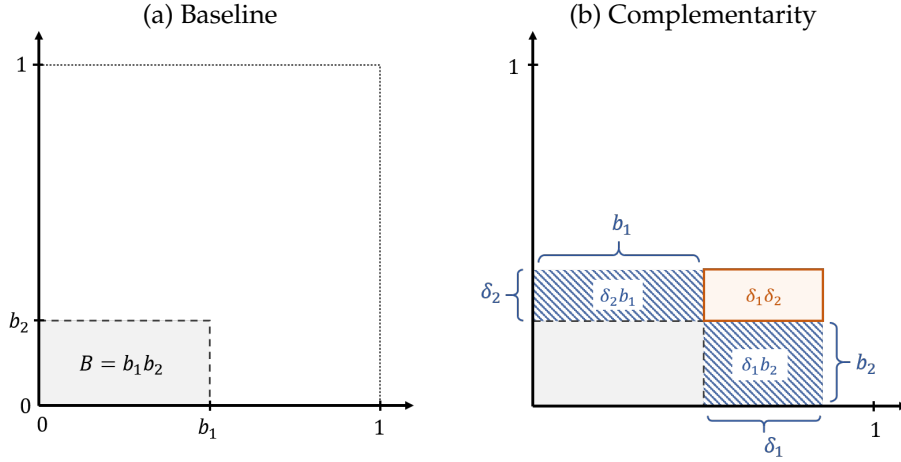 (a) Baseline
1
b₂
B = b₁b₂
0
0
b₁
1
(b) Complementarity
1
b₁
δ₂
δ₂b₁
δ₁δ₂
δ₁b₂
b₂
δ₁
1